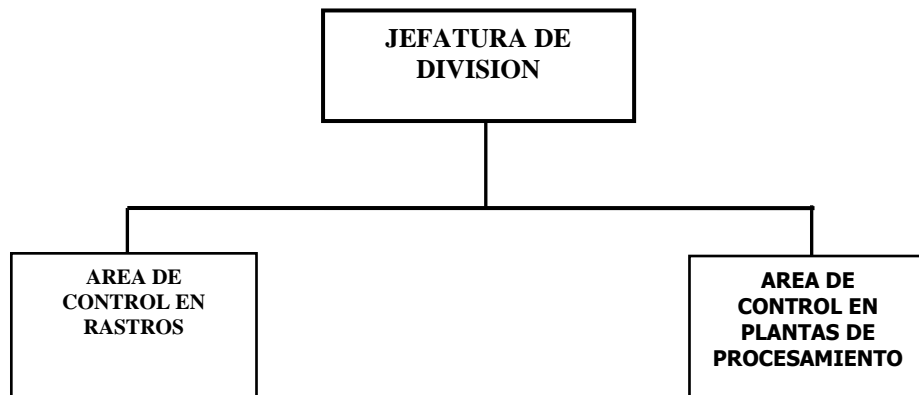 JEFATURA DE
DIVISION
AREA DE
CONTROL EN
RASTROS
AREA DE
CONTROL EN
PLANTAS DE
PROCESAMIENTO